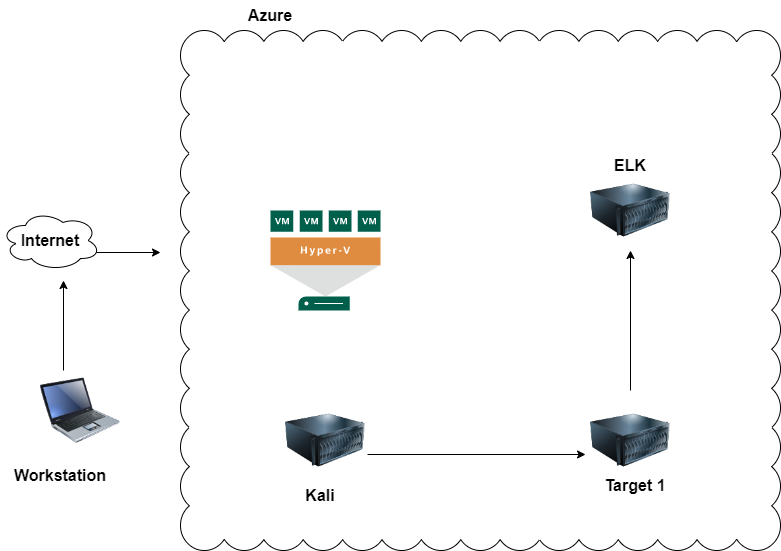 Azure
ELK
VM VM VM VM
Internet
Hyper-V
Workstation
Kali
Target 1